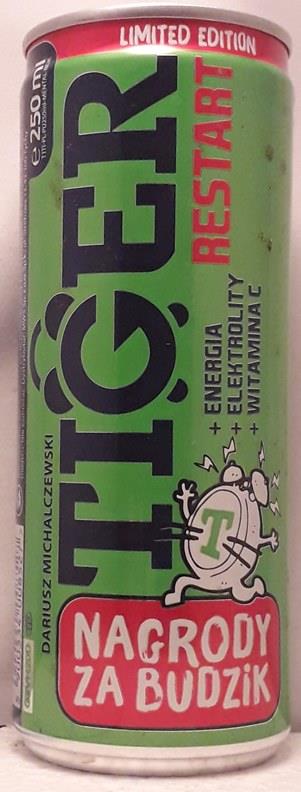 LIMITED EDITION
e 250 ml
DARIUSZ MICHALCZEWSKI
TIGER
RESTART
+ ENERGIA
+ ELEKTROLITY
+ WITAMINA C
T
NAGRODY
ZA BUDZiK